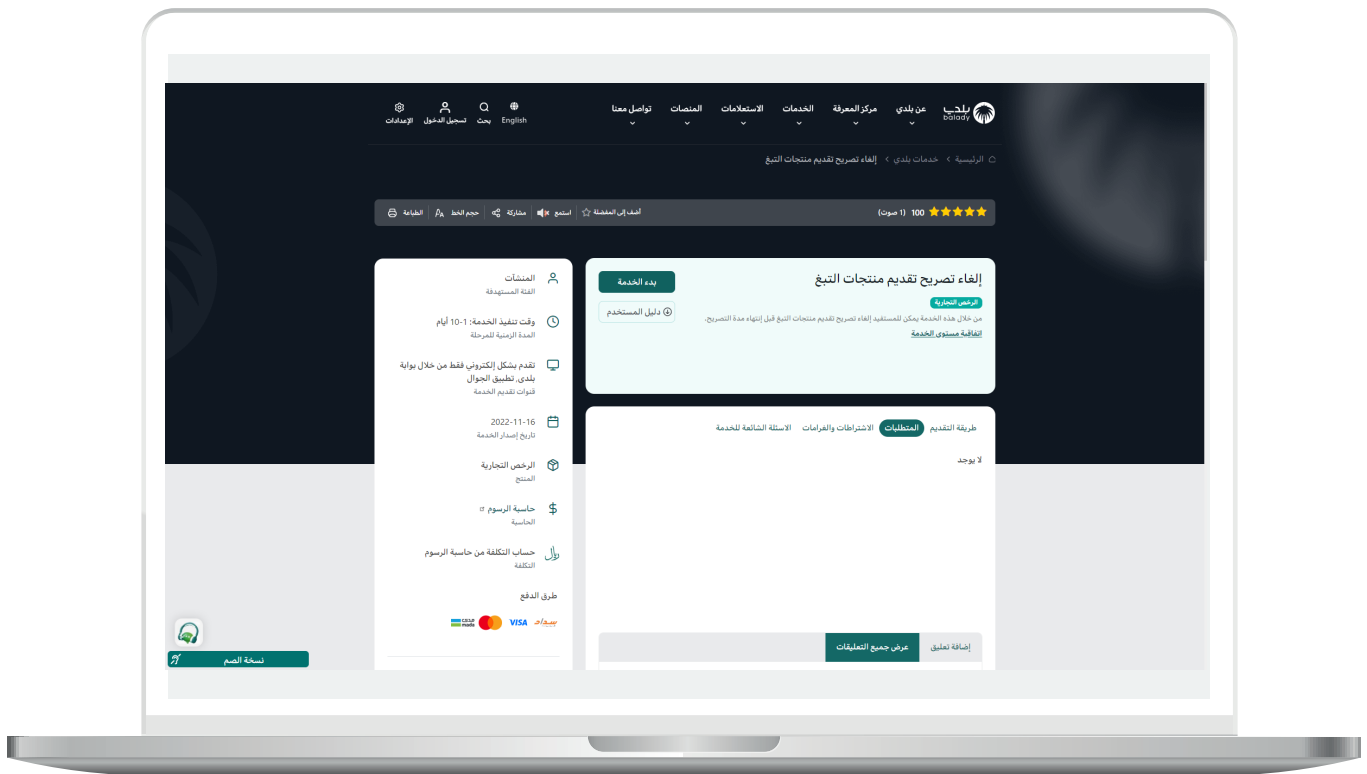 بلدي
balady
عن بلدي
مركز المعرفة
الخدمات
الاستعلامات
المنصات
تواصل معنا
English
بحث
تسجيل الدخول
الإعدادات
الرئيسية › خدمات بلدي › إلغاء تصريح تقديم منتجات التبغ
100 (1 صوت)
أضف إلى المفضلة
استمع
مشاركة
حجم الخط
الطباعة
إلغاء تصريح تقديم منتجات التبغ
الرخص التجارية
من خلال هذه الخدمة يمكن للمستفيد إلغاء تصريح تقديم منتجات التبغ قبل إنتهاء مدة التصريح.
اتفاقية مستوى الخدمة
بدء الخدمة
دليل المستخدم
طريقة التقديم
المتطلبات
الاشتراطات والغرامات
الاسئلة الشائعة للخدمة
لا يوجد
إضافة تعليق
عرض جميع التعليقات
المنشآت
الفئة المستهدفة
وقت تنفيذ الخدمة: 1-10 أيام
المدة الزمنية للمرحلة
تقدم بشكل إلكتروني فقط من خلال بوابة
بلدي, تطبيق الجوال
قنوات تقديم الخدمة
2022-11-16
تاريخ إصدار الخدمة
الرخص التجارية
المنتج
حاسبة الرسوم
الحاسبة
حساب التكلفة من حاسبة الرسوم
التكلفة
طرق الدفع
سداد
VISA
مدى
mada
نسخة الصم